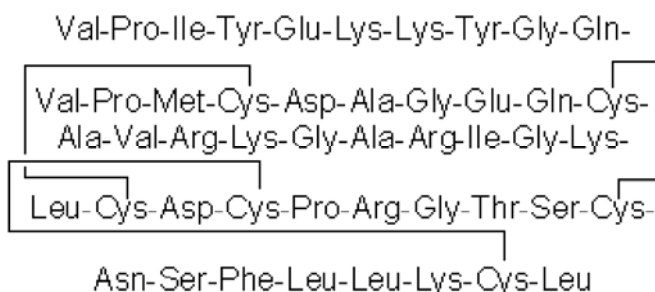 Val-Pro-Ile-Tyr-Glu-Lys-Lys-Tyr-Gly-Gln-
Val-Pro-Met-Cys-Asp-Ala-Gly-Glu-Gln-Cys-
Ala-Val-Arg-Lys-Gly-Ala-Arg-Ile-Gly-Lys-
Leu-Cys-Asp-Cys-Pro-Arg-Gly-Thr-Ser-Cys-
Asn-Ser-Phe-Leu-Leu-Lys-Cys-Leu